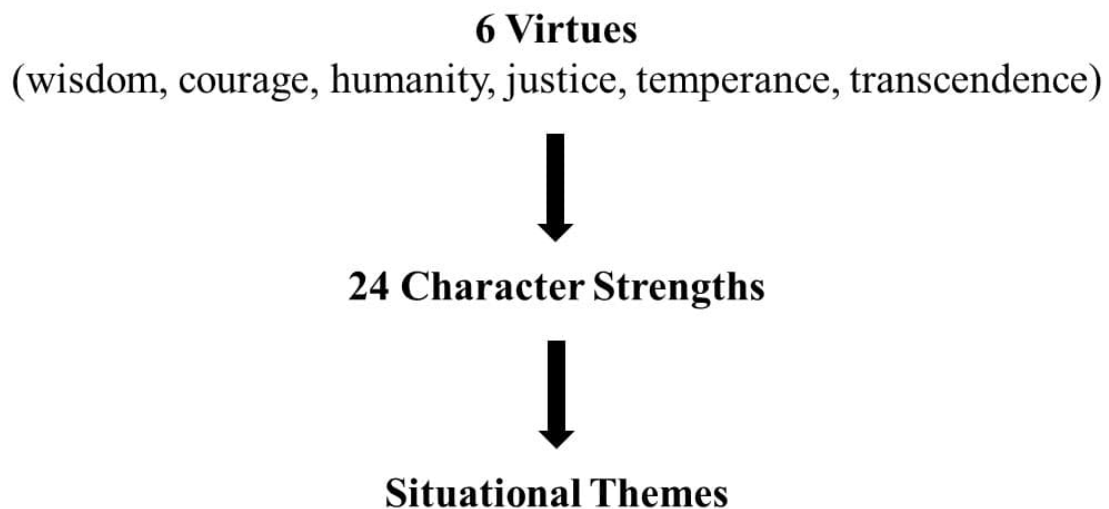 6 Virtues
(wisdom, courage, humanity, justice, temperance, transcendence)
24 Character Strengths
Situational Themes